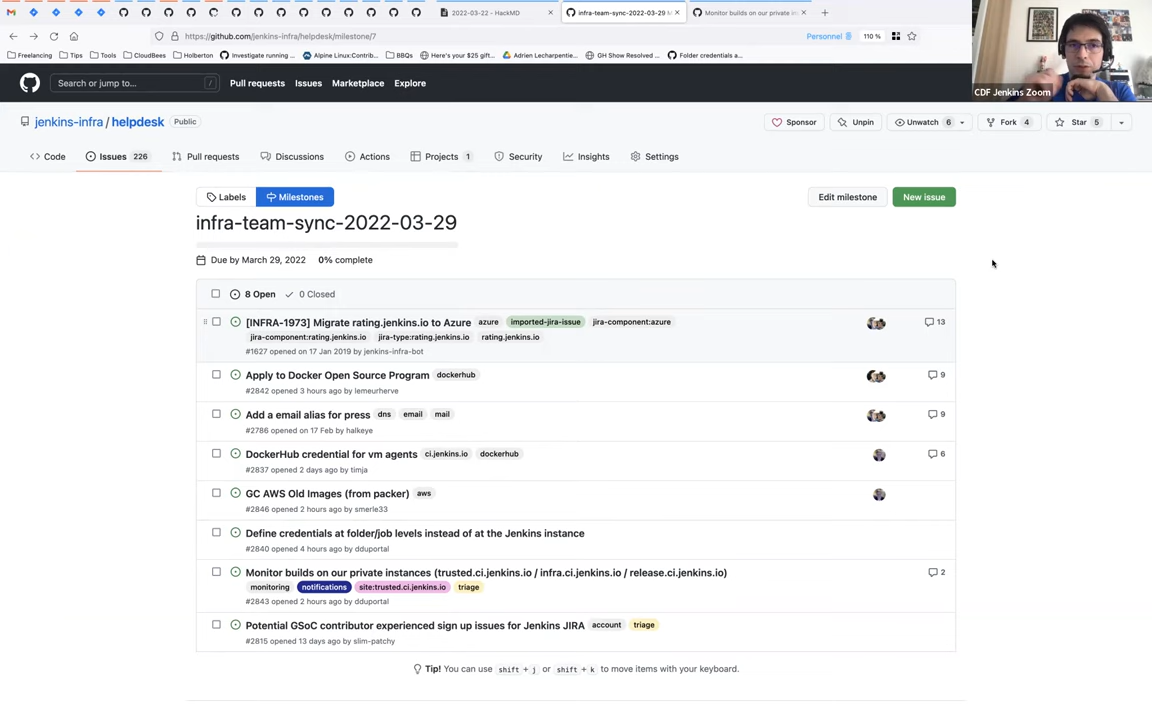 2022-03-22 - HackMD
infra-team-sync-2022-03-29
Monitor builds on our private in
https://github.com/jenkins-infra/helpdesk/milestone/7
Personnel
110 %
Freelancing
Tips
Tools
CloudBees
Holberton
Investigate running ...
Alpine Linux:Contrib...
BBQs
Here's your $25 gift...
Adrien Lecharpentie...
GH Show Resolved ...
Folder credentials a...
CDF Jenkins Zoom
Search or jump to...
/
Pull requests
Issues
Marketplace
Explore
jenkins-infra / helpdesk
Public
Sponsor
Unpin
Unwatch 6
Fork 4
Star 5
Code
Issues 226
Pull requests
Discussions
Actions
Projects 1
Security
Insights
Settings
Labels
Milestones
Edit milestone
New issue
infra-team-sync-2022-03-29
Due by March 29, 2022 0% complete
8 Open 0 Closed
[INFRA-1973] Migrate rating.jenkins.io to Azure azure imported-jira-issue jira-component:azure
13
jira-component:rating.jenkins.io jira-type:rating.jenkins.io rating.jenkins.io
#1627 opened on 17 Jan 2019 by jenkins-infra-bot
Apply to Docker Open Source Program dockerhub
9
#2842 opened 3 hours ago by lemeurherve
Add a email alias for press dns email mail
9
#2786 opened on 17 Feb by halkeye
DockerHub credential for vm agents ci.jenkins.io dockerhub
6
#2837 opened 2 days ago by timja
GC AWS Old Images (from packer) aws
#2846 opened 2 hours ago by smerle33
Define credentials at folder/job levels instead of at the Jenkins instance
#2840 opened 4 hours ago by dduportal
Monitor builds on our private instances (trusted.ci.jenkins.io / infra.ci.jenkins.io / release.ci.jenkins.io)
2
monitoring notifications site:trusted.ci.jenkins.io triage
#2843 opened 2 hours ago by dduportal
Potential GSoC contributor experienced sign up issues for Jenkins JIRA account triage
#2815 opened 13 days ago by slim-patchy
Tip! You can use shift + j or shift + k to move items with your keyboard.